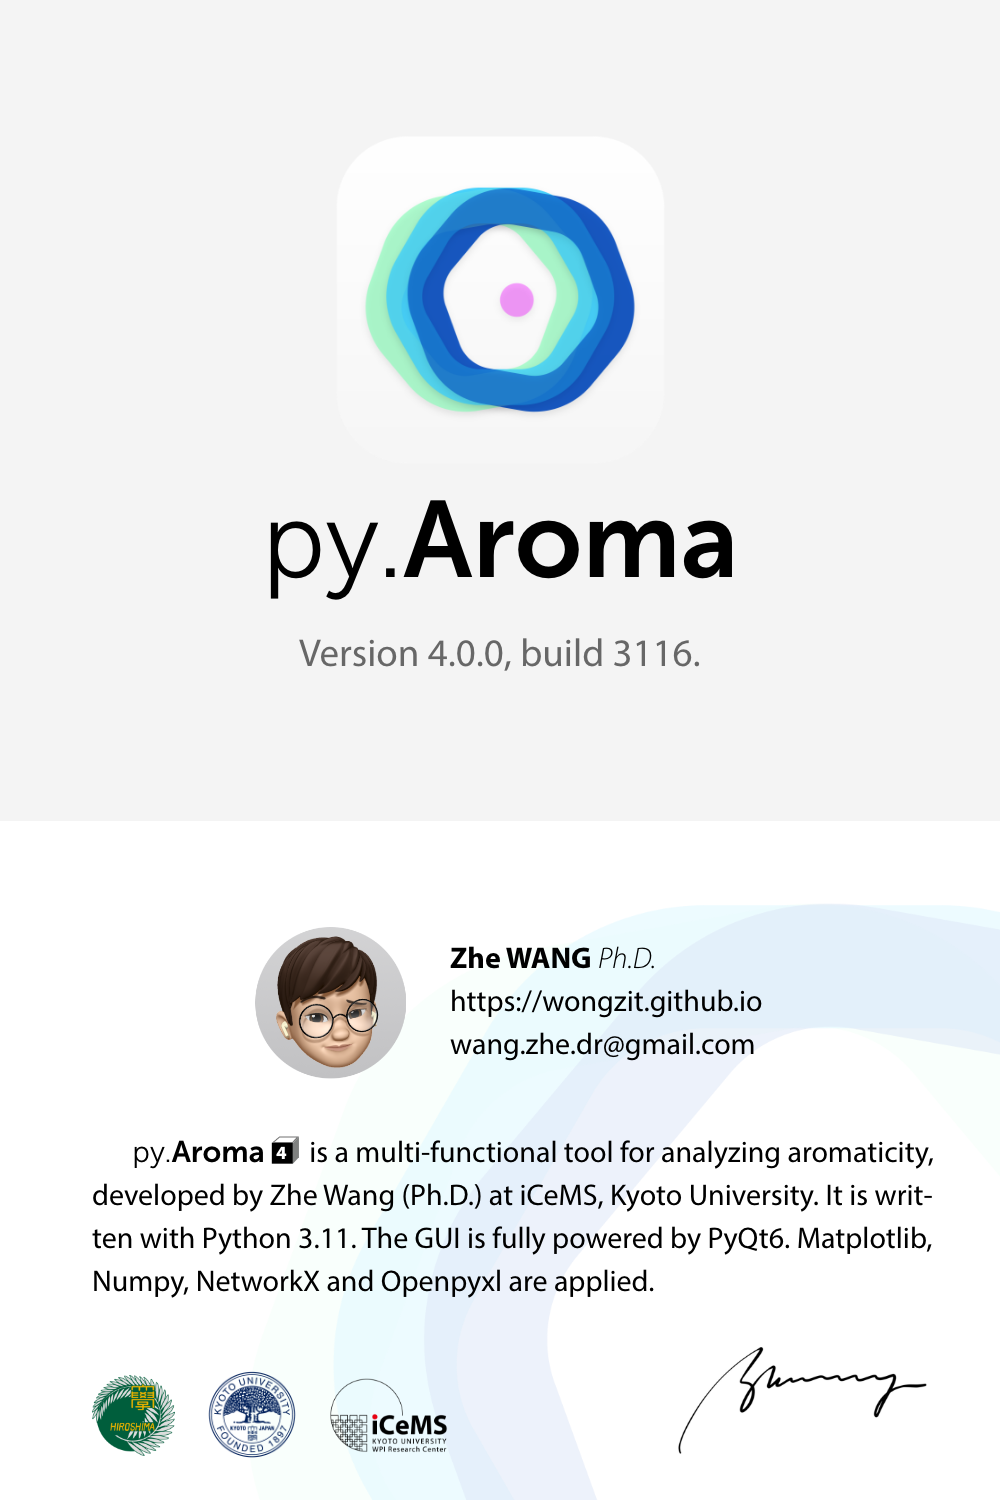 py.Aroma
Version 4.0.0, build 3116.
Zhe WANG Ph.D.
https://wongzit.github.io
wang.zhe.dr@gmail.com
py.Aroma 4 is a multi-functional tool for analyzing aromaticity,
developed by Zhe Wang (Ph.D.) at iCeMS, Kyoto University. It is writ-
ten with Python 3.11. The GUI is fully powered by PyQt6. Matplotlib,
Numpy, NetworkX and Openpyxl are applied.
學
HIROSHIMA
KYOTO UNIVERSITY
KYOTO JAPAN
FOUNDED 1897
iCeMS
KYOTO UNIVERSITY
WPI Research Center